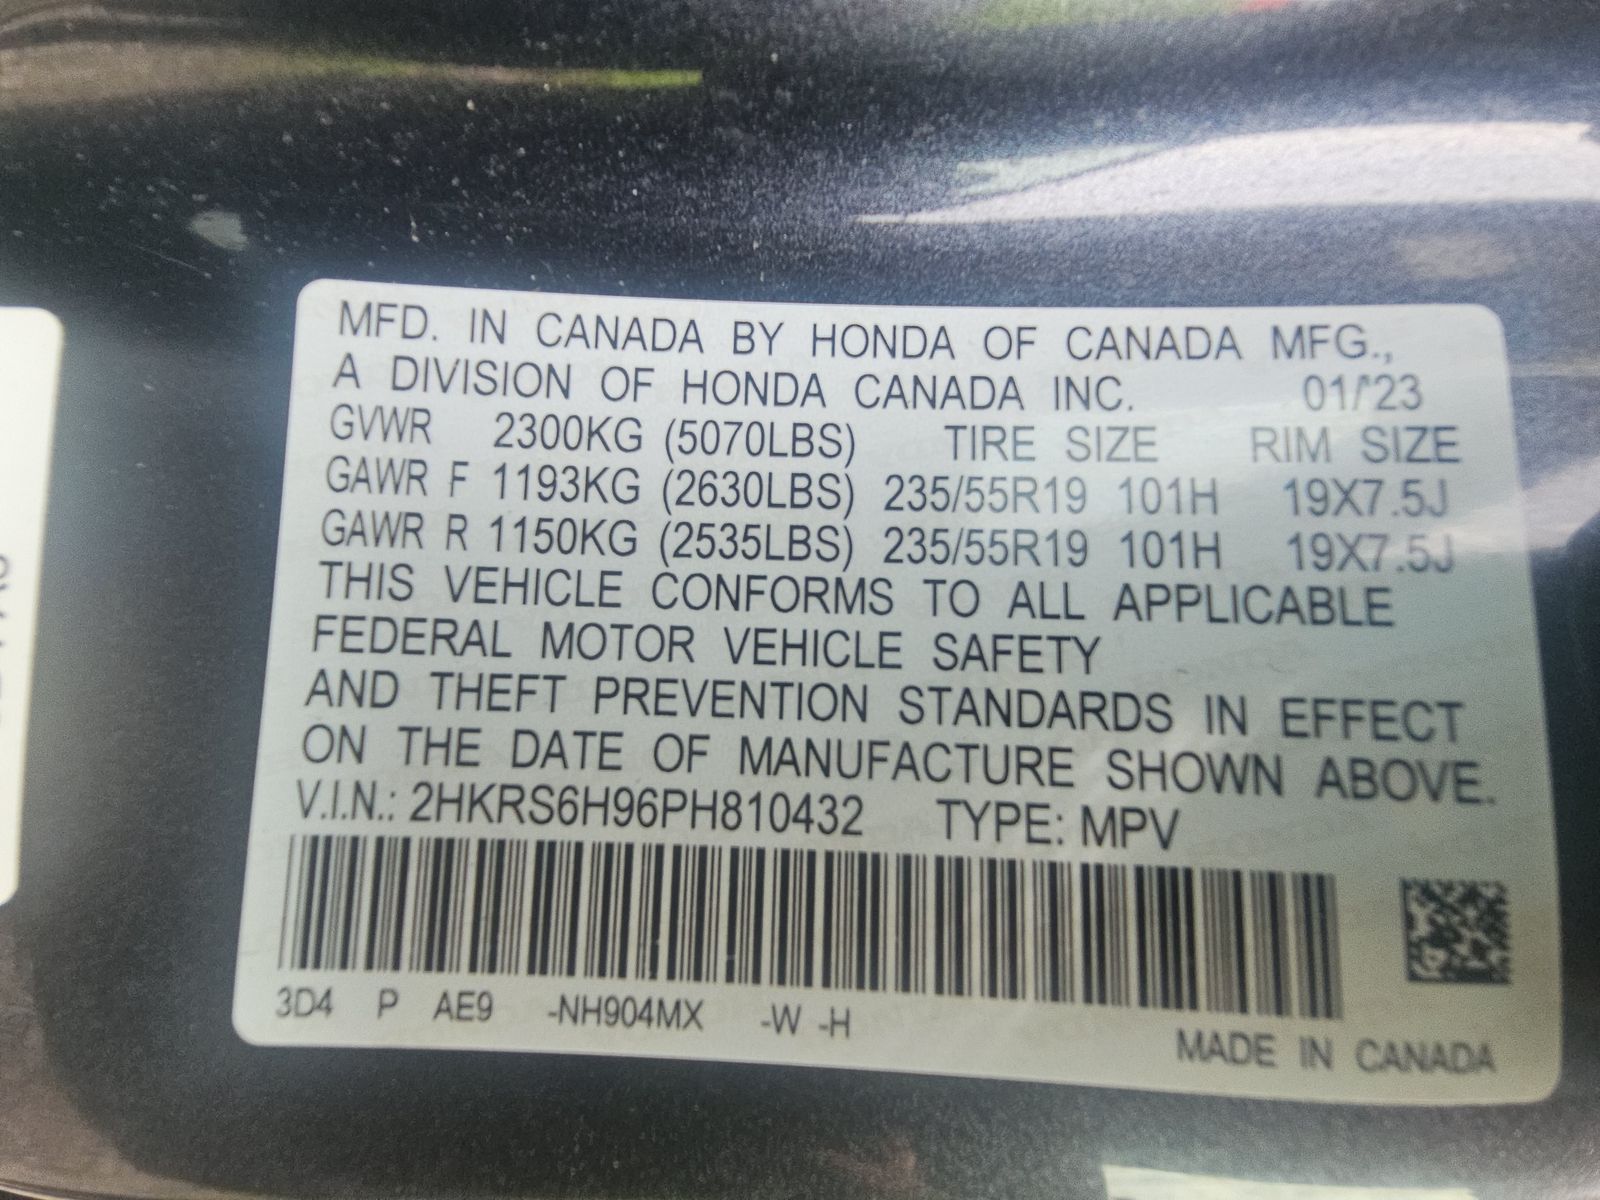 MFD. IN CANADA BY HONDA OF CANADA MFG.,
A DIVISION OF HONDA CANADA INC. 01/'23
GVWR 2300KG (5070LBS) TIRE SIZE RIM SIZE
GAWR F 1193KG (2630LBS) 235/55R19 101H 19X7.5J
GAWR R 1150KG (2535LBS) 235/55R19 101H 19X7.5J
THIS VEHICLE CONFORMS TO ALL APPLICABLE
FEDERAL MOTOR VEHICLE SAFETY
AND THEFT PREVENTION STANDARDS IN EFFECT
ON THE DATE OF MANUFACTURE SHOWN ABOVE.
V.I.N.: 2HKRS6H96PH810432 TYPE: MPV
3D4 P AE9 -NH904MX -W -H
MADE IN CANADA